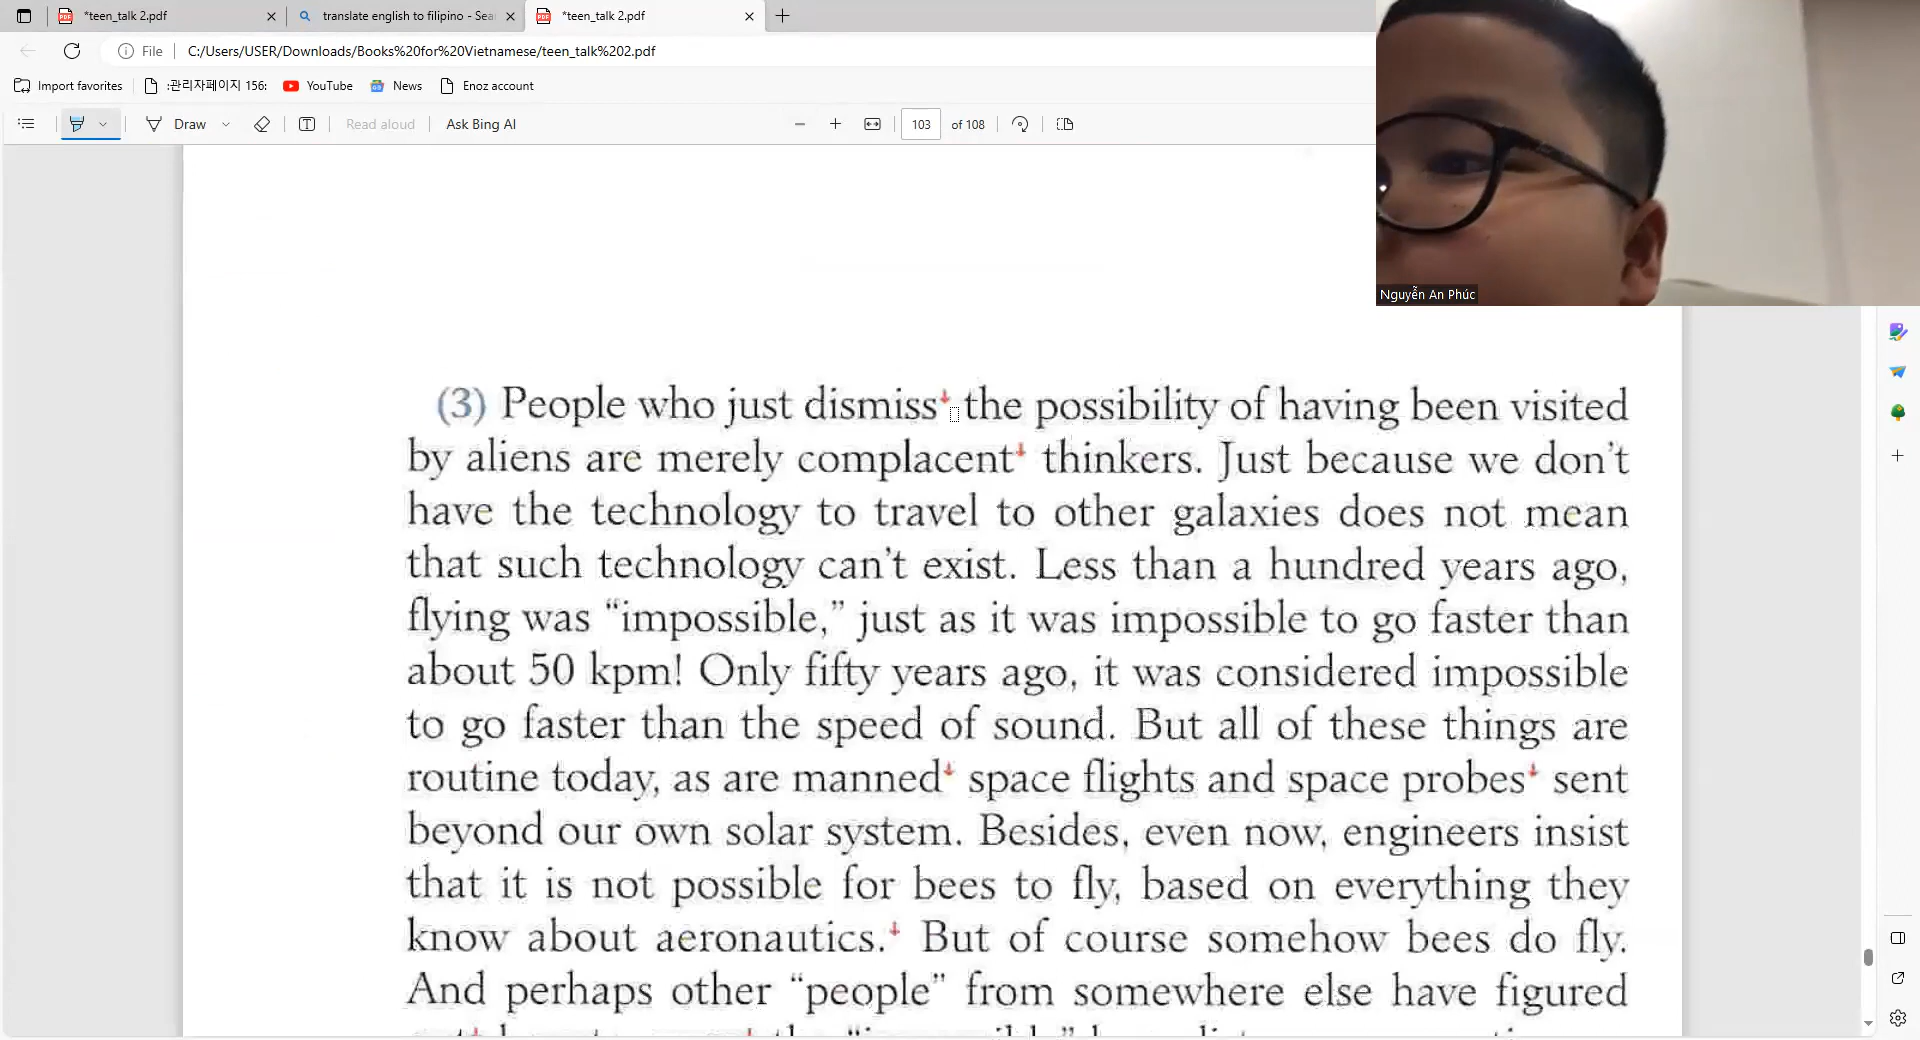 *teen_talk 2.pdf
translate english to filipino - Sea
*teen_talk 2.pdf
File
C:/Users/USER/Downloads/Books%20for%20Vietnamese/teen_talk%202.pdf
Import favorites
:관리자페이지 156:
YouTube
News
Enoz account
Draw
Read aloud
Ask Bing AI
103
of 108
Nguyễn An Phúc
(3) People who just dismiss the possibility of having been visited
by aliens are merely complacent thinkers. Just because we don't
have the technology to travel to other galaxies does not mean
that such technology can't exist. Less than a hundred years ago,
flying was “impossible,” just as it was impossible to go faster than
about 50 kpm! Only fifty years ago, it was considered impossible
to go faster than the speed of sound. But all of these things are
routine today, as are manned space flights and space probes sent
beyond our own solar system. Besides, even now, engineers insist
that it is not possible for bees to fly, based on everything they
know about aeronautics. But of course somehow bees do fly.
And perhaps other “people” from somewhere else have figured